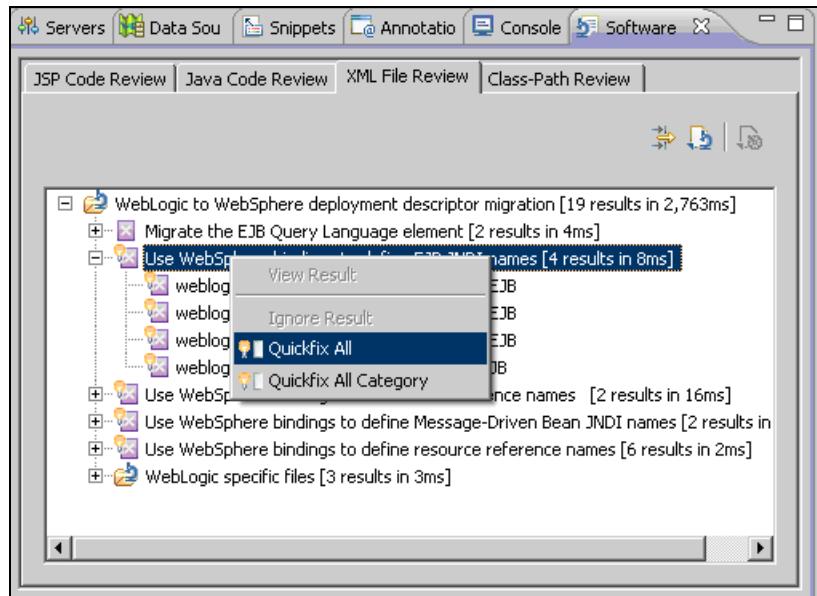 Servers Data Sou Snippets Annotatio Console Software
JSP Code Review Java Code Review XML File Review Class-Path Review
WebLogic to WebSphere deployment descriptor migration [19 results in 2,763ms]
Migrate the EJB Query Language element [2 results in 4ms]
Use WebSphere bindings to define EJB JNDI names [4 results in 8ms]
View Result
weblog EJB
Ignore Result
weblog EJB
weblog EJB
Quickfix All
weblog JB
Quickfix All Category
Use WebSp ence names [2 results in 16ms]
Use WebSphere bindings to define Message-Driven Bean JNDI names [2 results in
Use WebSphere bindings to define resource reference names [6 results in 2ms]
WebLogic specific files [3 results in 3ms]